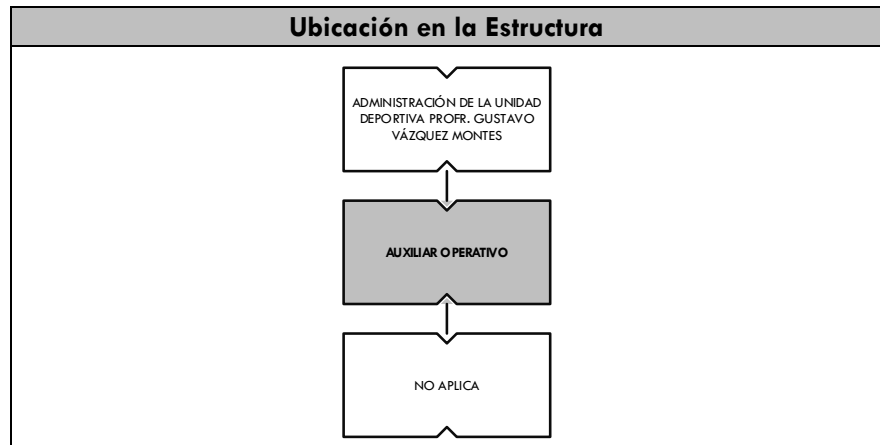 Ubicación en la Estructura
ADMINISTRACIÓN DE LA UNIDAD
DEPORTIVA PROFR. GUSTAVO
VÁZQUEZ MONTES
AUXILIAR OPERATIVO
NO APLICA